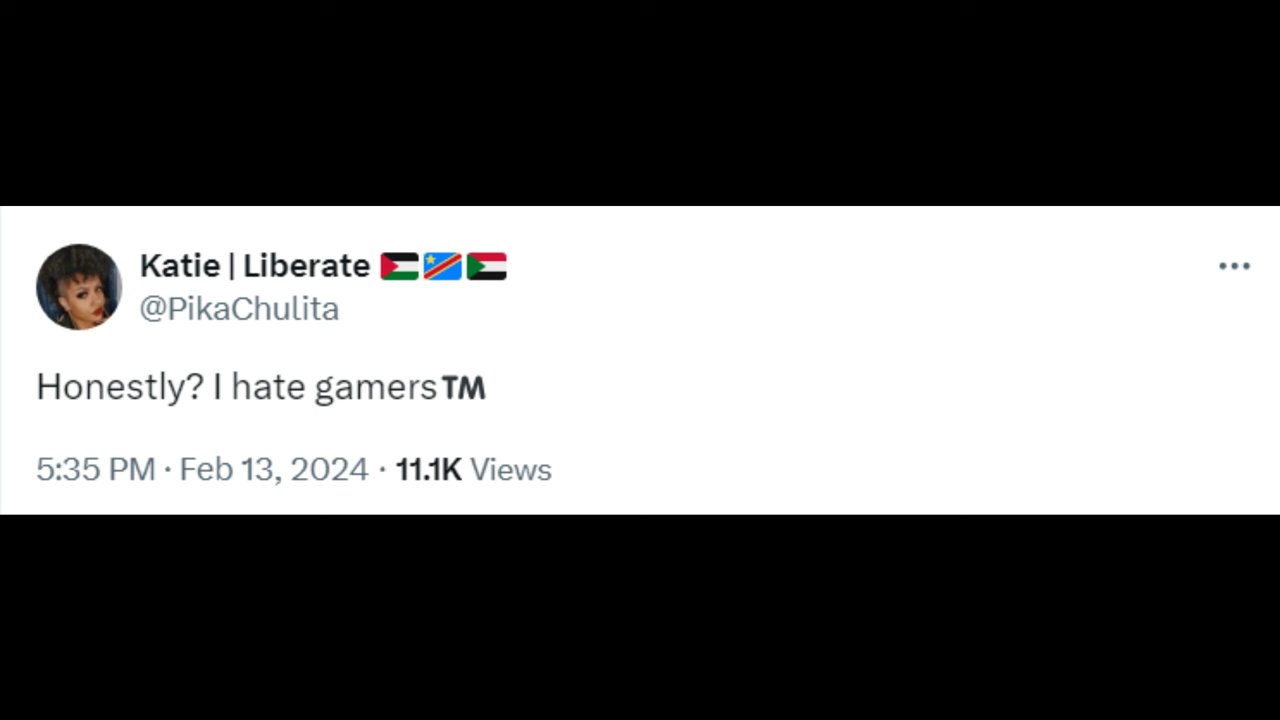 Katie | Liberate 🇵🇸🇨🇩🇸🇩
@PikaChulita
Honestly? I hate gamers™
5:35 PM · Feb 13, 2024 · 11.1K Views